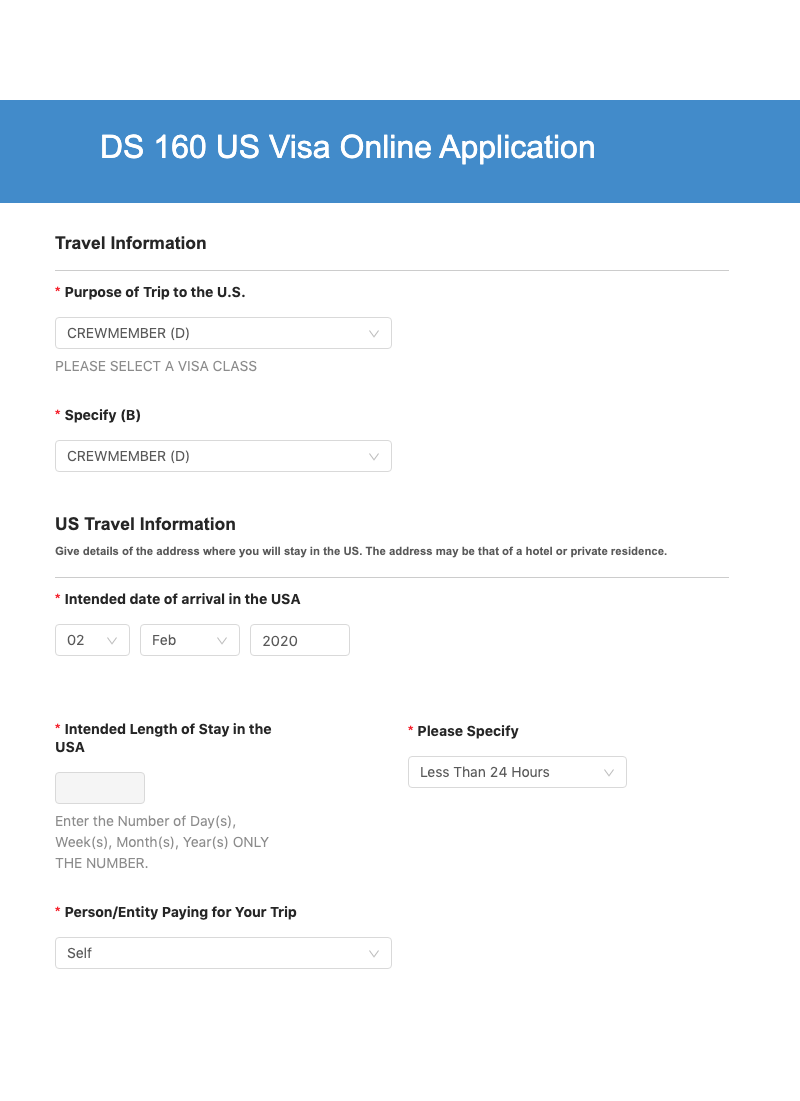 DS 160 US Visa Online Application
Travel Information
* Purpose of Trip to the U.S.
CREWMEMBER (D)
PLEASE SELECT A VISA CLASS
* Specify (B)
CREWMEMBER (D)
US Travel Information
Give details of the address where you will stay in the US. The address may be that of a hotel or private residence.
* Intended date of arrival in the USA
02 Feb 2020
* Intended Length of Stay in the
USA
Enter the Number of Day(s),
Week(s), Month(s), Year(s) ONLY
THE NUMBER.
* Please Specify
Less Than 24 Hours
* Person/Entity Paying for Your Trip
Self